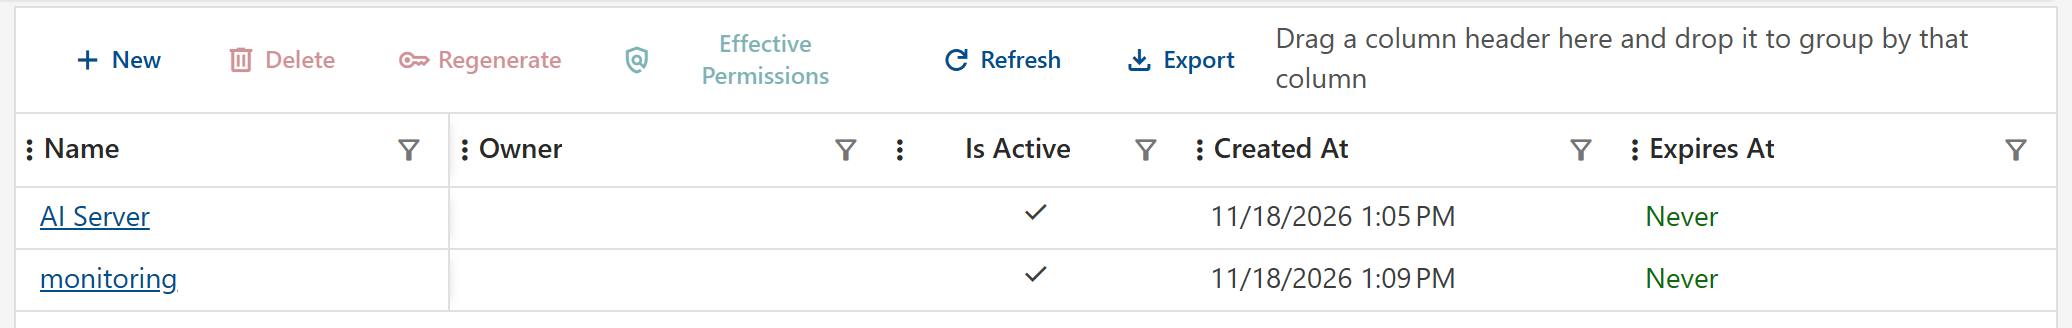 New Delete Regenerate Effective Permissions Refresh Export Drag a column header here and drop it to group by that column
Name Owner Is Active Created At Expires At
AI Server 11/18/2026 1:05 PM Never
monitoring 11/18/2026 1:09 PM Never